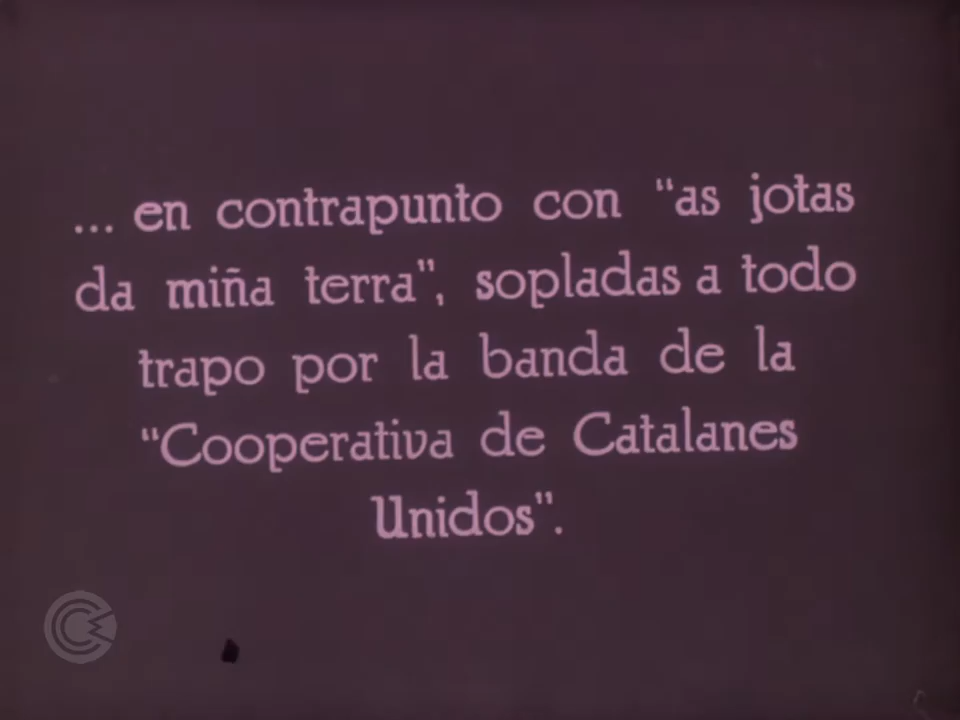 ... en contrapunto con "as jotas
da miña terra", sopladas a todo
trapo por la banda de la
"Cooperativa de Catalanes
Unidos".